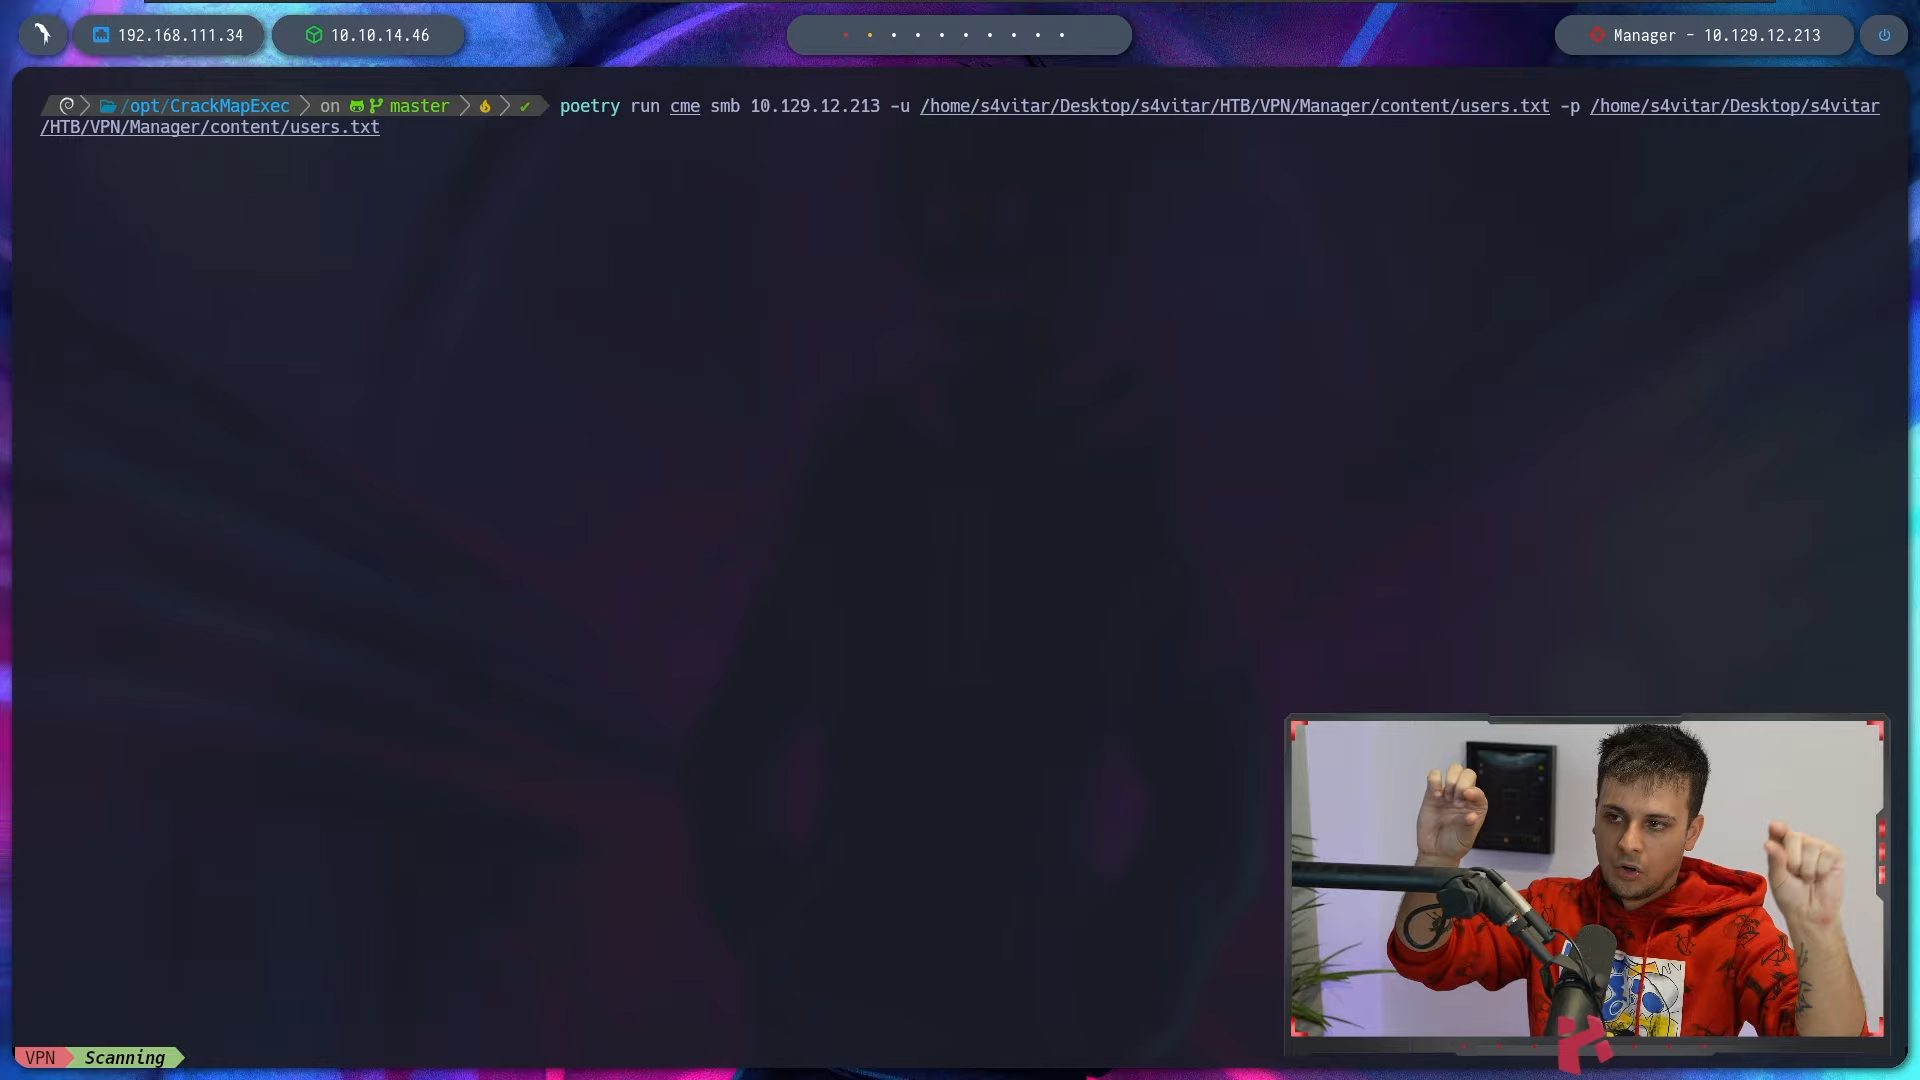 192.168.111.34
10.10.14.46
Manager - 10.129.12.213
/opt/CrackMapExec on master ✔ poetry run cme smb 10.129.12.213 -u /home/s4vitar/Desktop/s4vitar/HTB/VPN/Manager/content/users.txt -p /home/s4vitar/Desktop/s4vitar
/HTB/VPN/Manager/content/users.txt
VPN Scanning